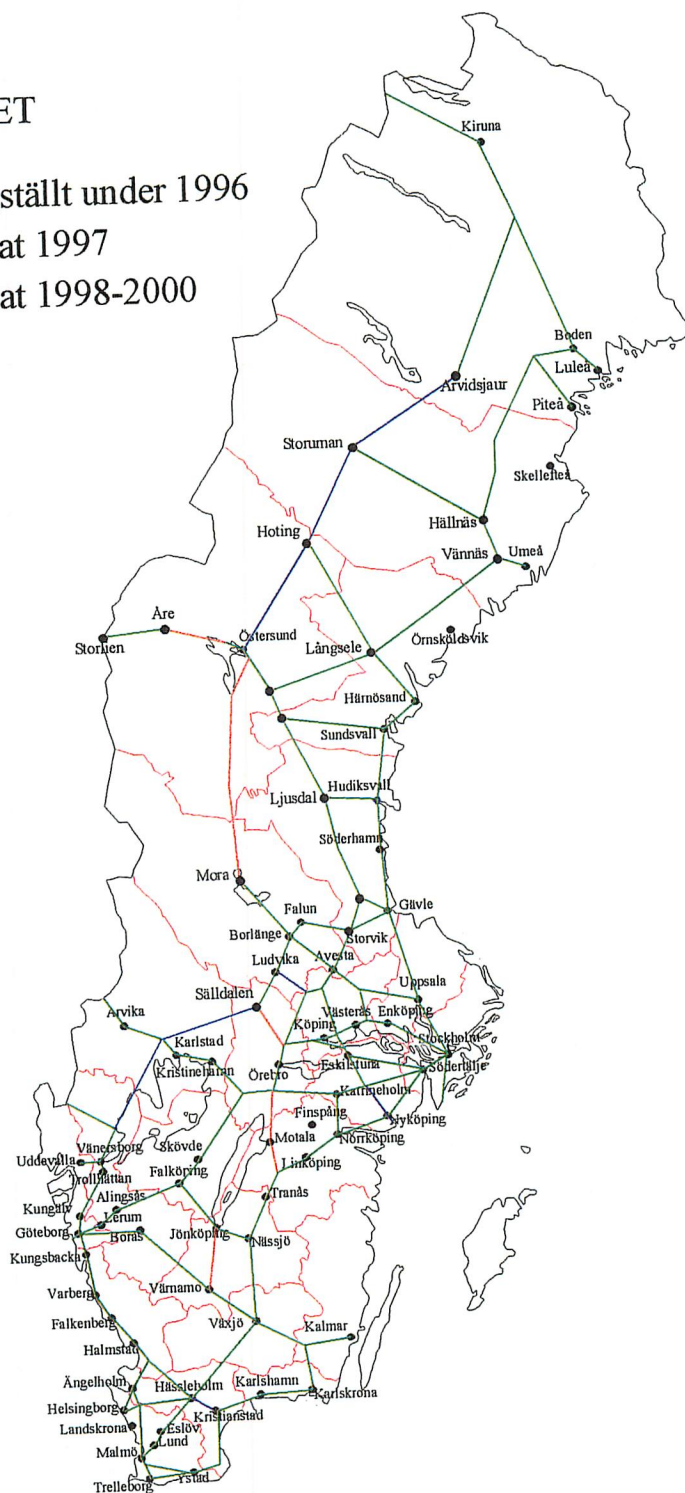 ET
ställt under 1996
at 1997
at 1998-2000
Kiruna
Boden
Luleå
Arvidsjaur
Piteå
Storuman
Skellefteå
Hällnäs
Hoting
Vännäs
Umeå
Åre
Östersund
Storlien
Långsele
Örnsköldsvik
Härnösand
Sundsvall
Ljusdal
Hudiksvall
Söderhamn
Mora
Falun
Gävle
Borlänge
Storvik
Ludvika
Avesta
Uppsala
Sälldalen
Arvika
Västerås
Enköping
Köping
Karlstad
Stockholm
Kristinehamn
Örebro
Eskilstuna
Södertälje
Katrineholm
Finspång
Nyköping
Motala
Norrköping
Vänersborg
Skövde
Uddevalla
Linköping
Trollhättan
Falköping
Alingsås
Tranås
Kungälv
Lerum
Göteborg
Borås
Jönköping
Nässjö
Kungsbacka
Varberg
Värnamo
Falkenberg
Växjö
Kalmar
Halmstad
Ängelholm
Hässleholm
Karlshamn
Karlskrona
Helsingborg
Kristianstad
Landskrona
Eslöv
Lund
Malmö
Trelleborg
Ystad